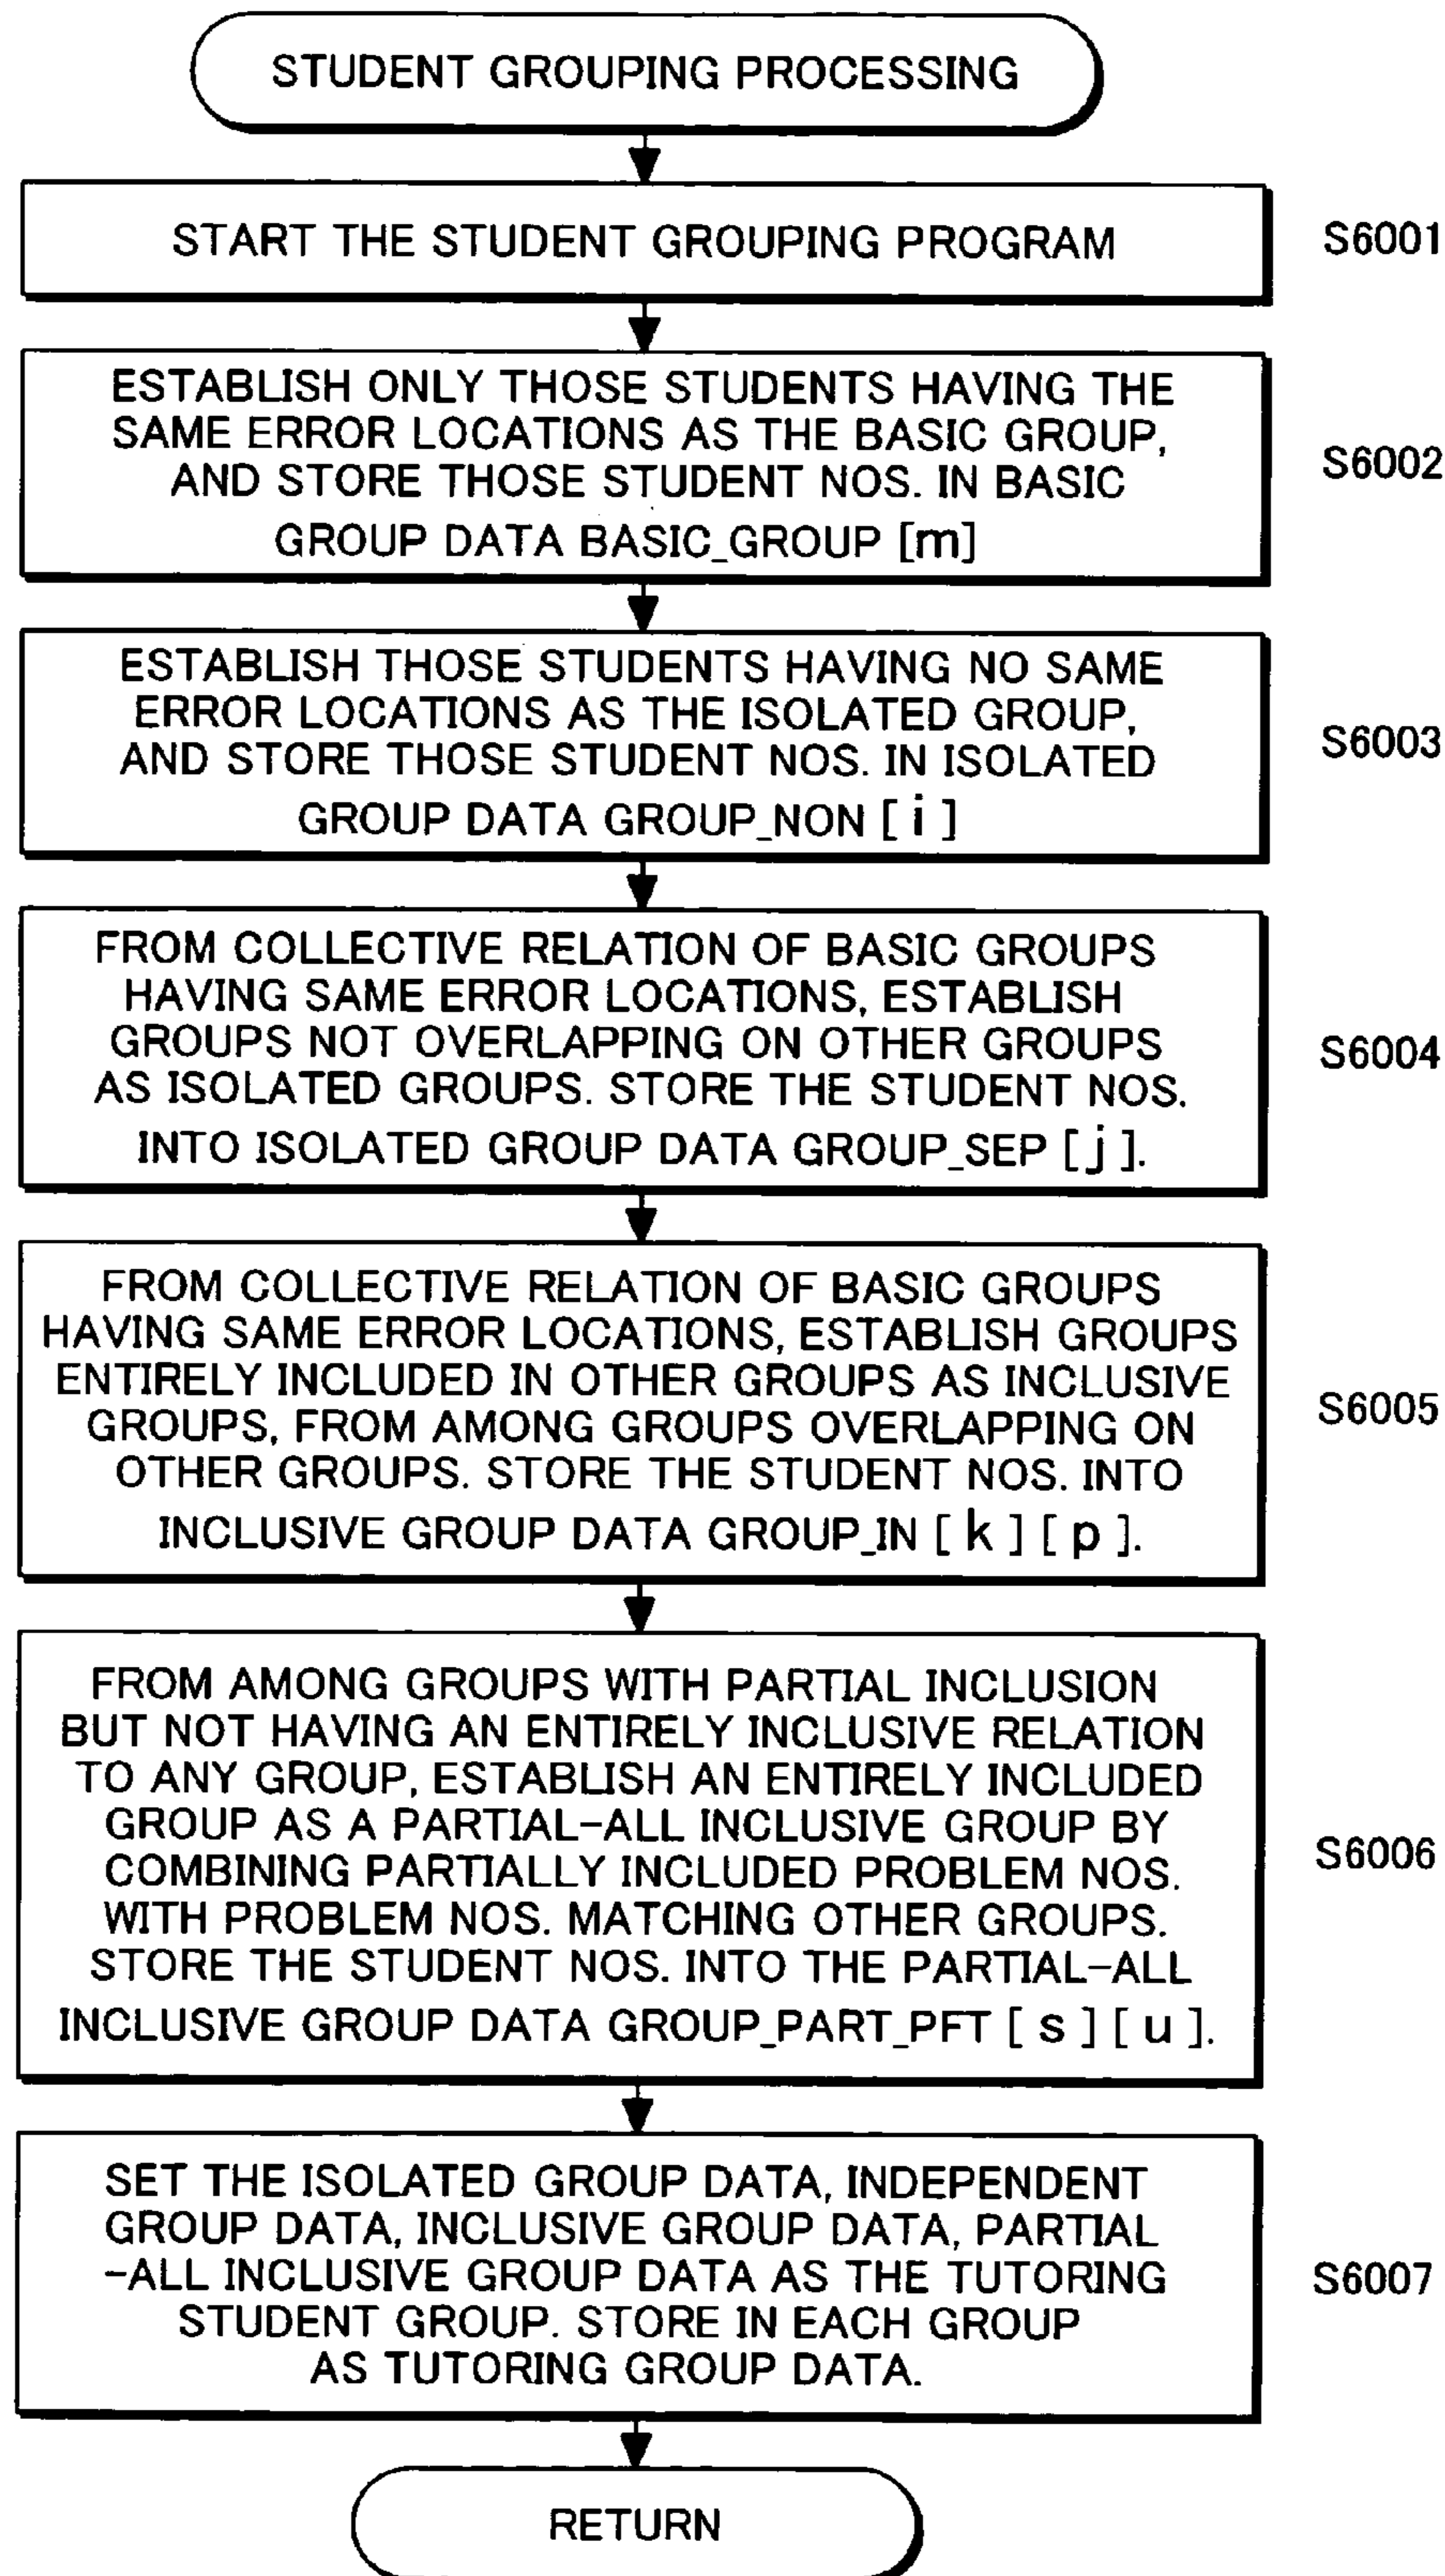 STUDENT GROUPING PROCESSING
START THE STUDENT GROUPING PROGRAM
S6001
ESTABLISH ONLY THOSE STUDENTS HAVING THE
SAME ERROR LOCATIONS AS THE BASIC GROUP,
AND STORE THOSE STUDENT NOS. IN BASIC
GROUP DATA BASIC_GROUP [m]
S6002
ESTABLISH THOSE STUDENTS HAVING NO SAME
ERROR LOCATIONS AS THE ISOLATED GROUP,
AND STORE THOSE STUDENT NOS. IN ISOLATED
GROUP DATA GROUP_NON [ i ]
S6003
FROM COLLECTIVE RELATION OF BASIC GROUPS
HAVING SAME ERROR LOCATIONS, ESTABLISH
GROUPS NOT OVERLAPPING ON OTHER GROUPS
AS ISOLATED GROUPS. STORE THE STUDENT NOS.
INTO ISOLATED GROUP DATA GROUP_SEP [ j ].
S6004
FROM COLLECTIVE RELATION OF BASIC GROUPS
HAVING SAME ERROR LOCATIONS, ESTABLISH GROUPS
ENTIRELY INCLUDED IN OTHER GROUPS AS INCLUSIVE
GROUPS, FROM AMONG GROUPS OVERLAPPING ON
OTHER GROUPS. STORE THE STUDENT NOS. INTO
INCLUSIVE GROUP DATA GROUP_IN [ k ] [ p ].
S6005
FROM AMONG GROUPS WITH PARTIAL INCLUSION
BUT NOT HAVING AN ENTIRELY INCLUSIVE RELATION
TO ANY GROUP, ESTABLISH AN ENTIRELY INCLUDED
GROUP AS A PARTIAL-ALL INCLUSIVE GROUP BY
COMBINING PARTIALLY INCLUDED PROBLEM NOS.
WITH PROBLEM NOS. MATCHING OTHER GROUPS.
STORE THE STUDENT NOS. INTO THE PARTIAL-ALL
INCLUSIVE GROUP DATA GROUP_PART_PFT [ s ] [ u ].
S6006
SET THE ISOLATED GROUP DATA, INDEPENDENT
GROUP DATA, INCLUSIVE GROUP DATA, PARTIAL
-ALL INCLUSIVE GROUP DATA AS THE TUTORING
STUDENT GROUP. STORE IN EACH GROUP
AS TUTORING GROUP DATA.
S6007
RETURN